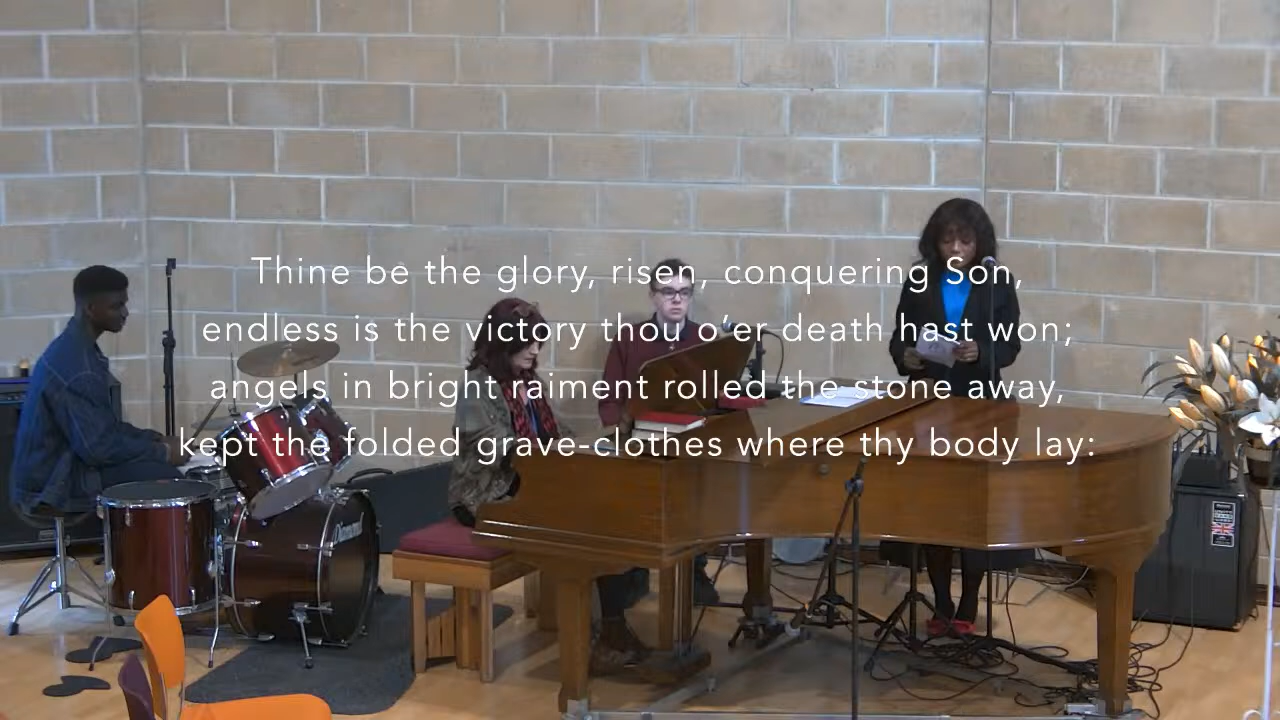 Thine be the glory, risen, conquering Son,
endless is the victory thou o’er death hast won;
angels in bright raiment rolled the stone away,
kept the folded grave-clothes where thy body lay: